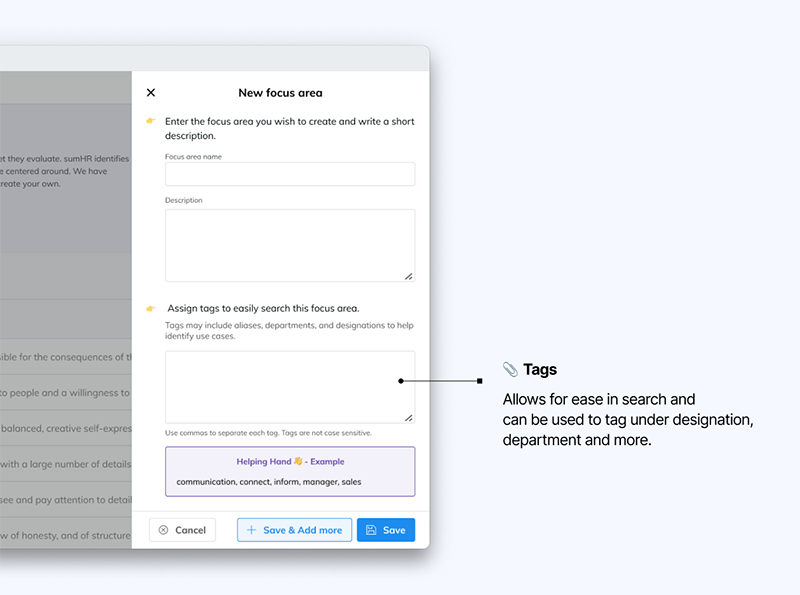 New focus area
Enter the focus area you wish to create and write a short
description.
Focus area name
Description
Assign tags to easily search this focus area.
Tags may include aliases, departments, and designations to help
identify use cases.
Use commas to separate each tag. Tags are not case sensitive.
Helping Hand 👋 - Example
communication, connect, inform, manager, sales
Cancel
Save & Add more
Save
et they evaluate. sumHR identifies
e centered around. We have
reate your own.
sible for the consequences of th
to people and a willingness to
balanced, creative self-expres
with a large number of details
see and pay attention to detail
w of honesty, and of structure
📎 Tags
Allows for ease in search and
can be used to tag under designation,
department and more.